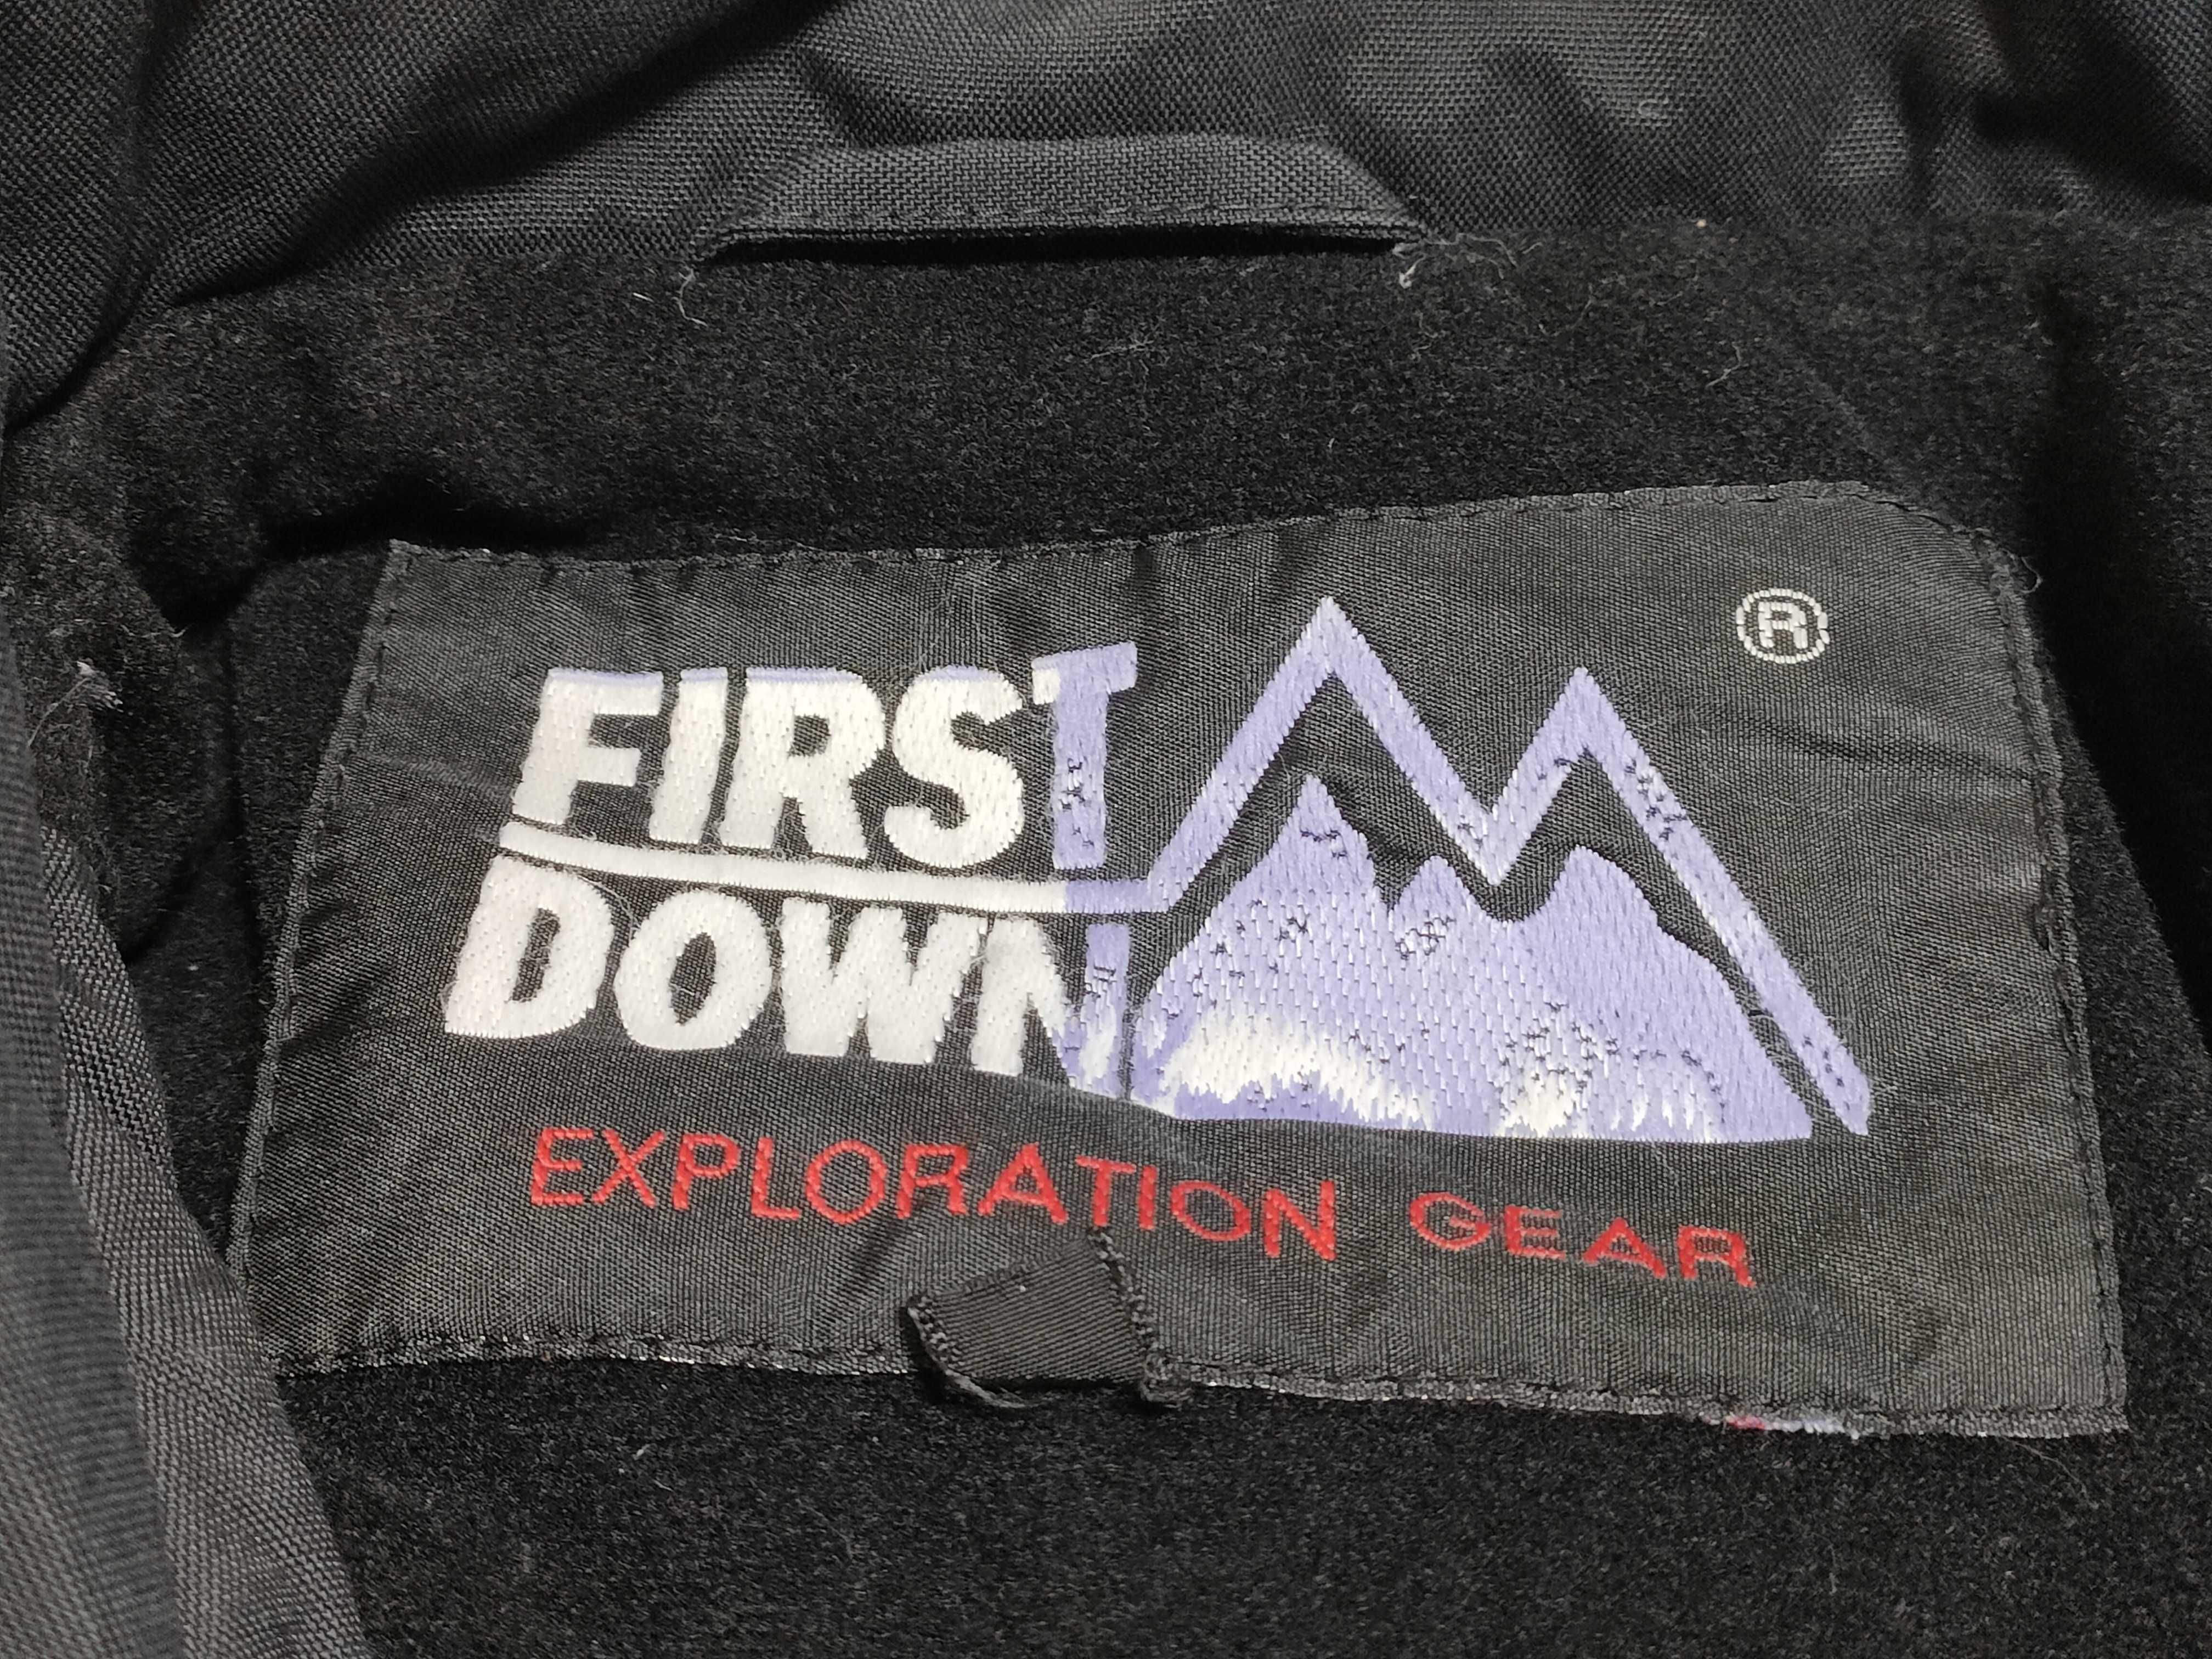 ®
FIRST
DOWN
EXPLORATION GEAR